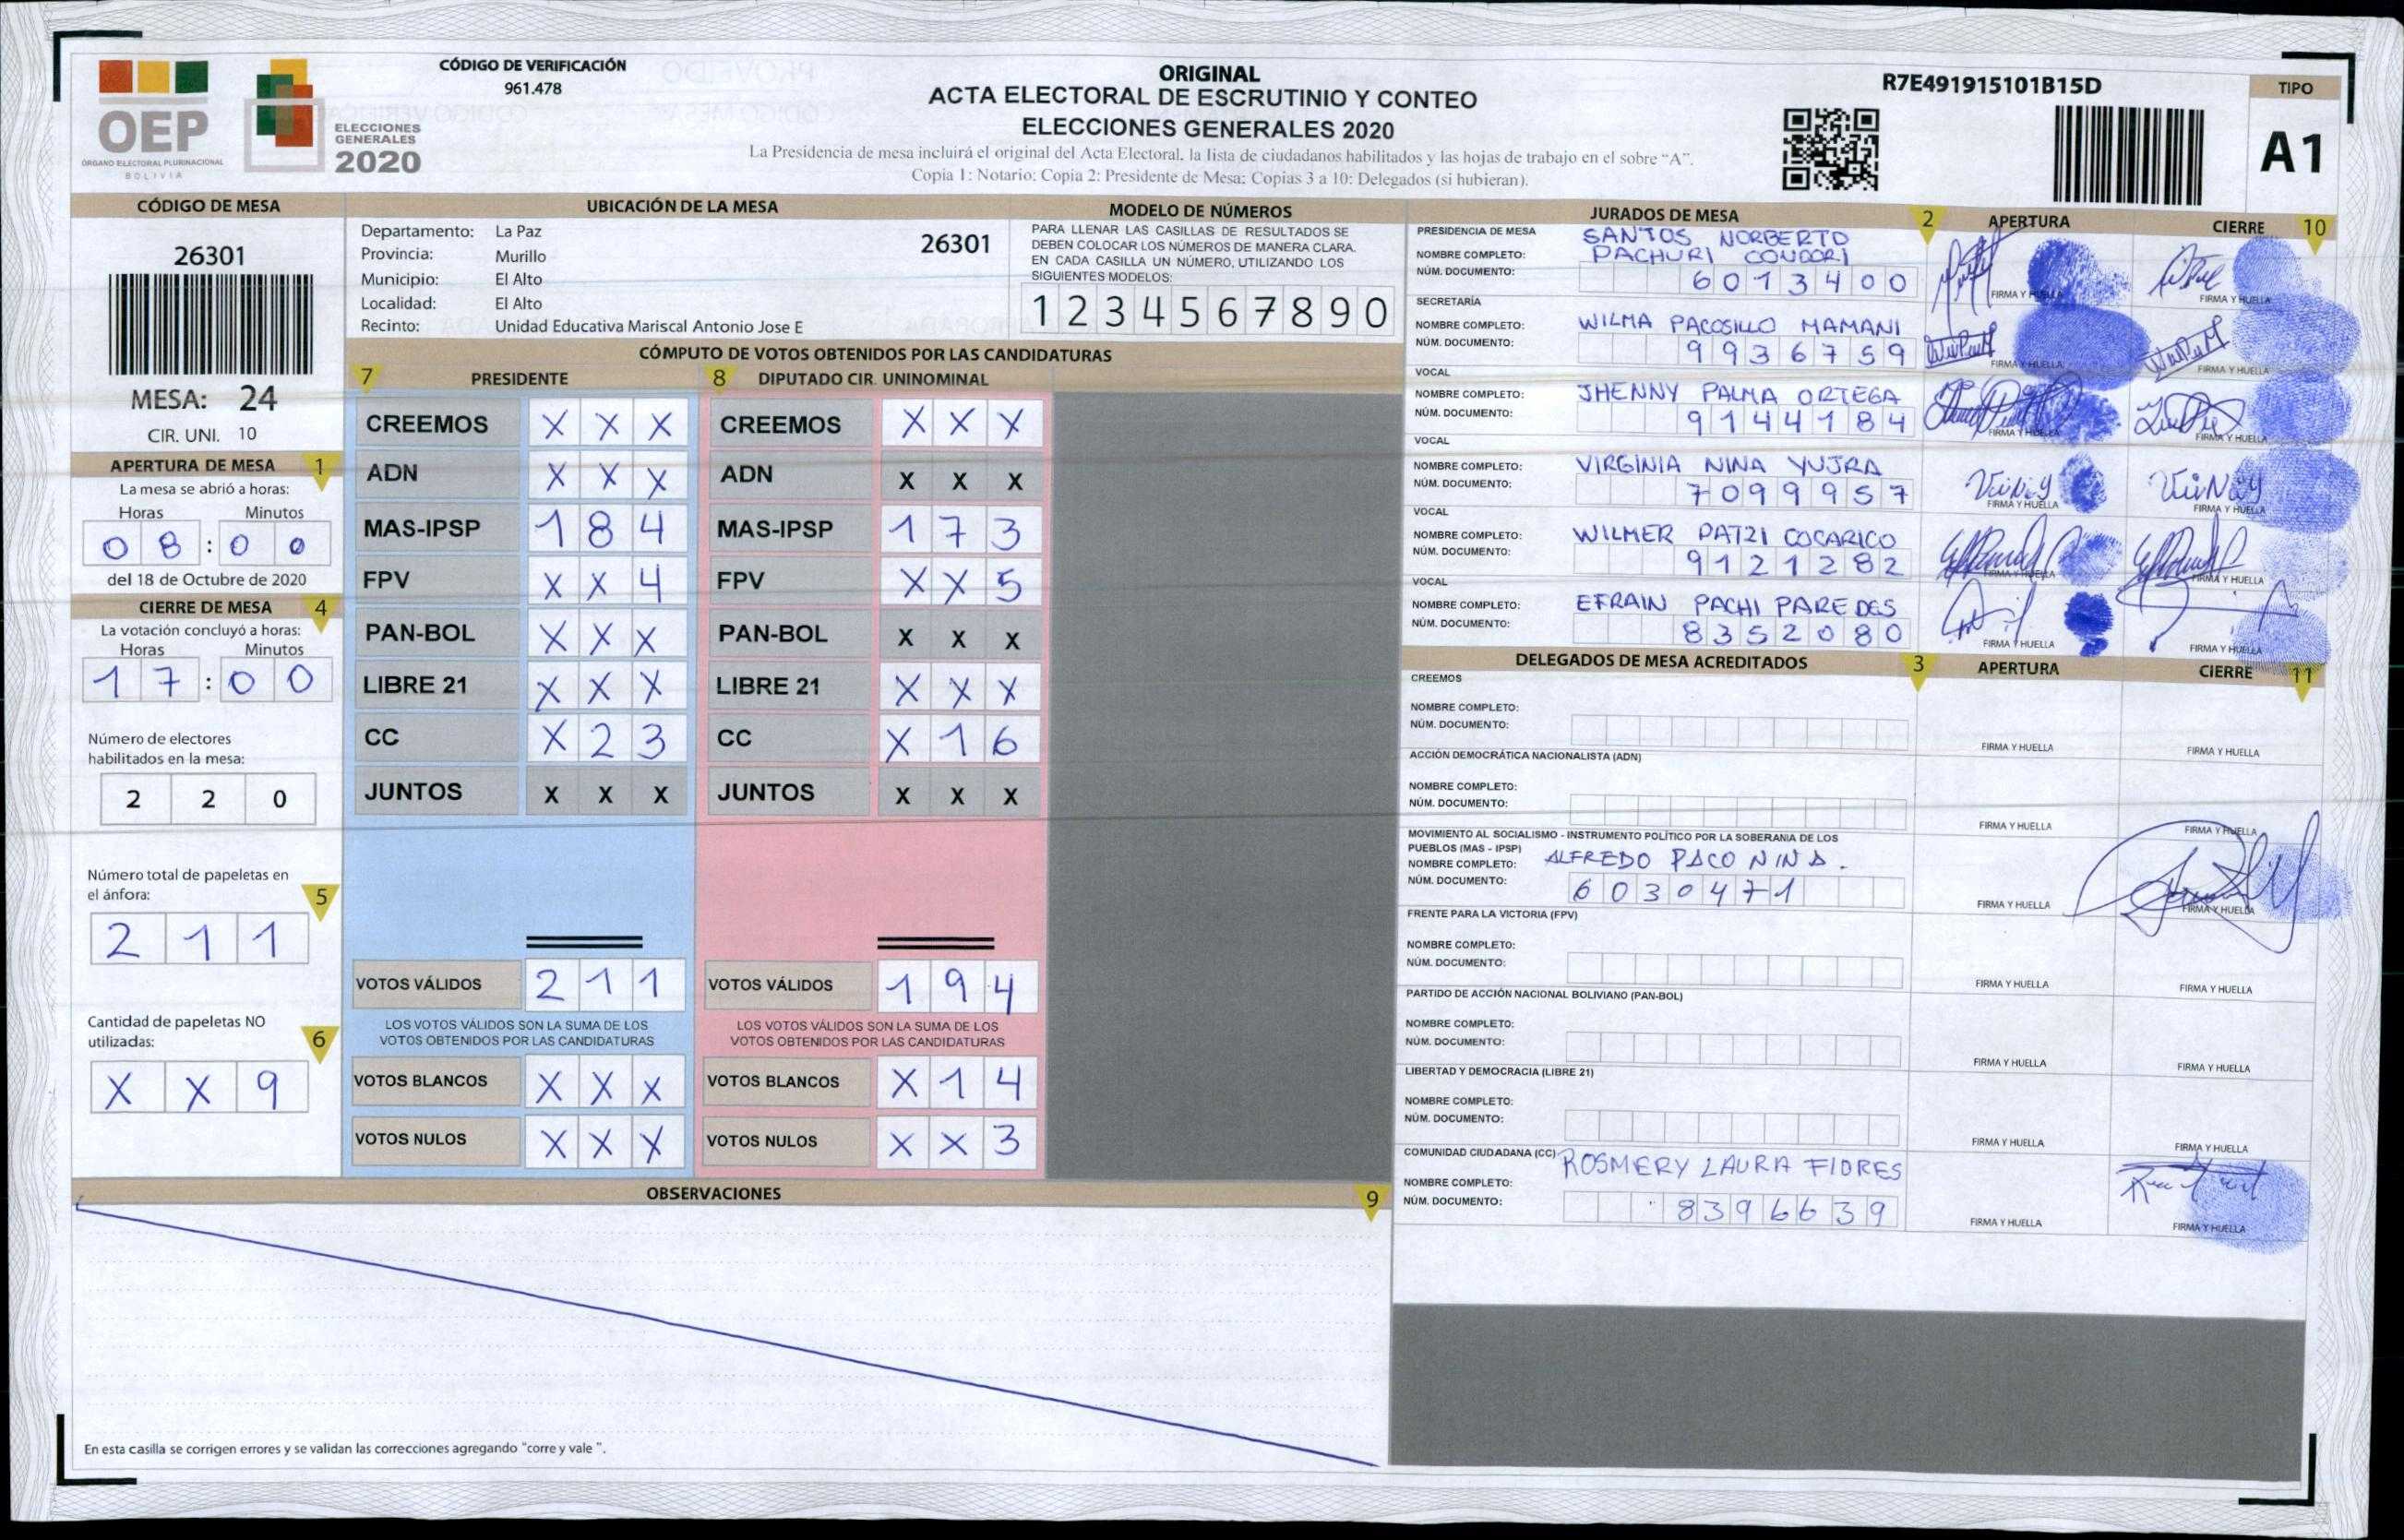 OEP
ÓRGANO ELECTORAL PLURINACIONAL
BOLIVIA
ELECCIONES
GENERALES
2020
CÓDIGO DE VERIFICACIÓN
961.478
ORIGINAL
ACTA ELECTORAL DE ESCRUTINIO Y CONTEO
ELECCIONES GENERALES 2020
La Presidencia de mesa incluirá el original del Acta Electoral, la lista de ciudadanos habilitados y las hojas de trabajo en el sobre "A".
Copia 1: Notario; Copia 2: Presidente de Mesa; Copias 3 a 10: Delegados (si hubieran).
R7E491915101B15D
TIPO
A1
CÓDIGO DE MESA
26301
MESA: 24
CIR. UNI. 10
APERTURA DE MESA 1
La mesa se abrió a horas:
Horas Minutos
0 8 : 0 0
del 18 de Octubre de 2020
CIERRE DE MESA 4
La votación concluyó a horas:
Horas Minutos
1 7 : 0 0
Número de electores
habilitados en la mesa:
2 2 0
Número total de papeletas en
el ánfora: 5
2 1 1
Cantidad de papeletas NO
utilizadas: 6
X X 9
UBICACIÓN DE LA MESA
Departamento: La Paz
26301
Provincia: Murillo
Municipio: El Alto
Localidad: El Alto
Recinto: Unidad Educativa Mariscal Antonio Jose E
MODELO DE NÚMEROS
PARA LLENAR LAS CASILLAS DE RESULTADOS SE
DEBEN COLOCAR LOS NÚMEROS DE MANERA CLARA.
EN CADA CASILLA UN NÚMERO, UTILIZANDO LOS
SIGUIENTES MODELOS:
1 2 3 4 5 6 7 8 9 0
CÓMPUTO DE VOTOS OBTENIDOS POR LAS CANDIDATURAS
7 PRESIDENTE
CREEMOS X X X
ADN X X X
MAS-IPSP 1 8 4
FPV X X 4
PAN-BOL X X X
LIBRE 21 X X X
CC X 2 3
JUNTOS X X X
VOTOS VÁLIDOS 2 1 1
LOS VOTOS VÁLIDOS SON LA SUMA DE LOS
VOTOS OBTENIDOS POR LAS CANDIDATURAS
VOTOS BLANCOS X X X
VOTOS NULOS X X X
8 DIPUTADO CIR. UNINOMINAL
CREEMOS X X X
ADN X X X
MAS-IPSP 1 7 3
FPV X X 5
PAN-BOL X X X
LIBRE 21 X X X
CC X 1 6
JUNTOS X X X
VOTOS VÁLIDOS 1 9 4
LOS VOTOS VÁLIDOS SON LA SUMA DE LOS
VOTOS OBTENIDOS POR LAS CANDIDATURAS
VOTOS BLANCOS X 1 4
VOTOS NULOS X X 3
OBSERVACIONES 9
En esta casilla se corrigen errores y se validan las correcciones agregando "corre y vale ".
JURADOS DE MESA 2 APERTURA CIERRE 10
PRESIDENCIA DE MESA
NOMBRE COMPLETO: SANTOS NORBERTO
PACHURI CONDORI
NÚM. DOCUMENTO: 6013400
FIRMA Y HUELLA FIRMA Y HUELLA
SECRETARÍA
NOMBRE COMPLETO: WILMA PACOSILLO MAMANI
NÚM. DOCUMENTO: 9936759
FIRMA Y HUELLA FIRMA Y HUELLA
VOCAL
NOMBRE COMPLETO: JHENNY PALMA ORTEGA
NÚM. DOCUMENTO: 9144184
FIRMA Y HUELLA FIRMA Y HUELLA
VOCAL
NOMBRE COMPLETO: VIRGINIA NINA YUJRA
NÚM. DOCUMENTO: 7099957
FIRMA Y HUELLA FIRMA Y HUELLA
VOCAL
NOMBRE COMPLETO: WILMER PATZI COCARICO
NÚM. DOCUMENTO: 9121282
FIRMA Y HUELLA FIRMA Y HUELLA
VOCAL
NOMBRE COMPLETO: EFRAIN PACHI PAREDES
NÚM. DOCUMENTO: 8352080
FIRMA Y HUELLA FIRMA Y HUELLA
DELEGADOS DE MESA ACREDITADOS 3 APERTURA CIERRE 11
CREEMOS
NOMBRE COMPLETO:
NÚM. DOCUMENTO:
FIRMA Y HUELLA FIRMA Y HUELLA
ACCIÓN DEMOCRÁTICA NACIONALISTA (ADN)
NOMBRE COMPLETO:
NÚM. DOCUMENTO:
FIRMA Y HUELLA FIRMA Y HUELLA
MOVIMIENTO AL SOCIALISMO - INSTRUMENTO POLÍTICO POR LA SOBERANIA DE LOS
PUEBLOS (MAS - IPSP)
NOMBRE COMPLETO: ALFREDO PACO NINA.
NÚM. DOCUMENTO: 6030471
FIRMA Y HUELLA FIRMA Y HUELLA
FRENTE PARA LA VICTORIA (FPV)
NOMBRE COMPLETO:
NÚM. DOCUMENTO:
FIRMA Y HUELLA FIRMA Y HUELLA
PARTIDO DE ACCIÓN NACIONAL BOLIVIANO (PAN-BOL)
NOMBRE COMPLETO:
NÚM. DOCUMENTO:
FIRMA Y HUELLA FIRMA Y HUELLA
LIBERTAD Y DEMOCRACIA (LIBRE 21)
NOMBRE COMPLETO:
NÚM. DOCUMENTO:
FIRMA Y HUELLA FIRMA Y HUELLA
COMUNIDAD CIUDADANA (CC)
NOMBRE COMPLETO: ROSMERY LAURA FLORES
NÚM. DOCUMENTO: 8396639
FIRMA Y HUELLA FIRMA Y HUELLA